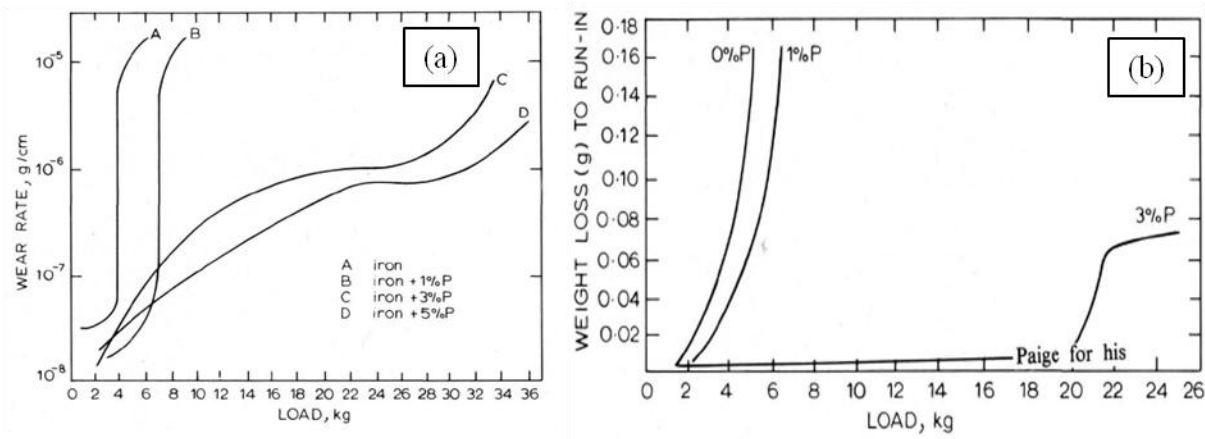 (a)
A
B
C
D
10⁻⁵
10⁻⁶
10⁻⁷
10⁻⁸
WEAR RATE, g/cm
A iron
B iron +1%P
C iron +3%P
D iron +5%P
0 2 4 6 8 10 12 14 16 18 20 22 24 26 28 30 32 34 36
LOAD, kg
(b)
0%P
1%P
3%P
0·18
0·16
0·14
0·12
0·10
0·08
0·06
0·04
0·02
0
WEIGHT LOSS (g) TO RUN-IN
Paige for his
0 2 4 6 8 10 12 14 16 18 20 22 24 26
LOAD, kg